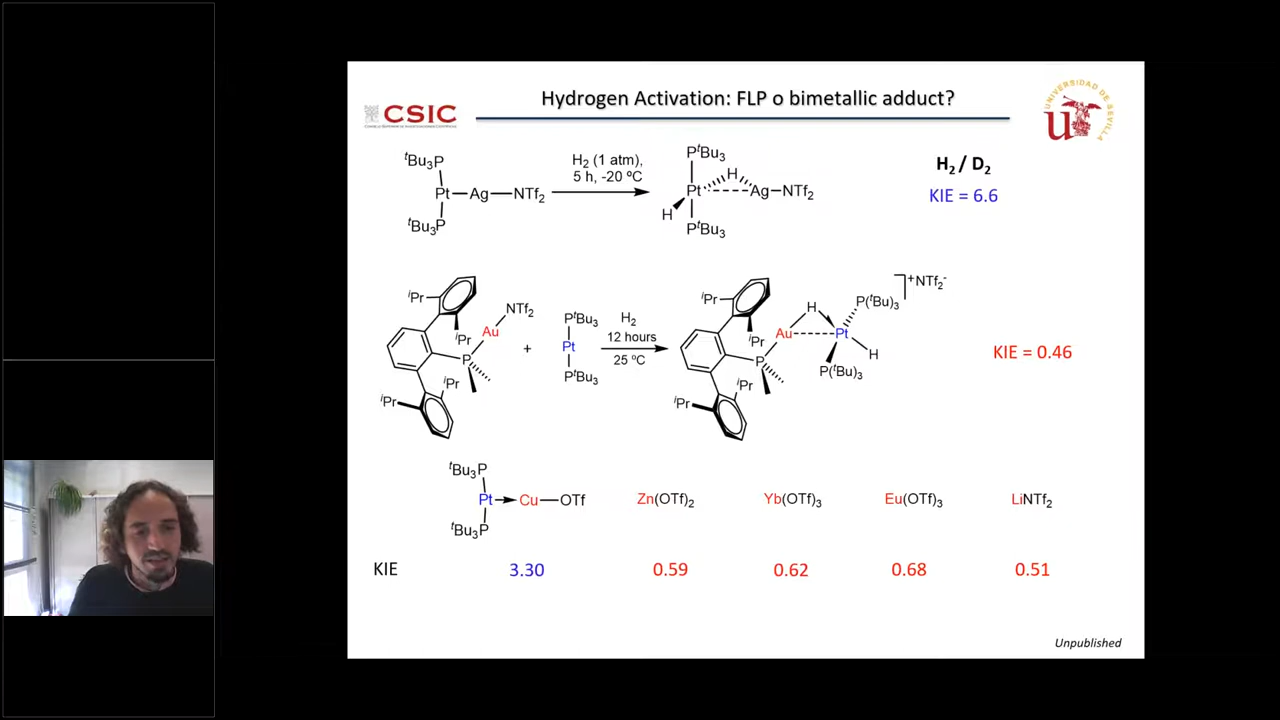 Hydrogen Activation: FLP o bimetallic adduct?
CSIC
UNIVERSIDAD DE SEVILLA
ᵗBu₃P
Pt—Ag—NTf₂
ᵗBu₃P
H₂ (1 atm),
5 h, -20 ºC
PᵗBu₃
H
Pt Ag—NTf₂
H
PᵗBu₃
H₂ / D₂
KIE = 6.6
ⁱPr
NTf₂
Au
ⁱPr
P
ⁱPr
ⁱPr
+
PᵗBu₃
Pt
PᵗBu₃
H₂
12 hours
25 ºC
ⁱPr
H
P(ᵗBu)₃
+NTf₂-
Au Pt
ⁱPr
H
P
P(ᵗBu)₃
ⁱPr
ⁱPr
KIE = 0.46
ᵗBu₃P
Pt Cu—OTf
ᵗBu₃P
Zn(OTf)₂
Yb(OTf)₃
Eu(OTf)₃
LiNTf₂
KIE 3.30 0.59 0.62 0.68 0.51
Unpublished